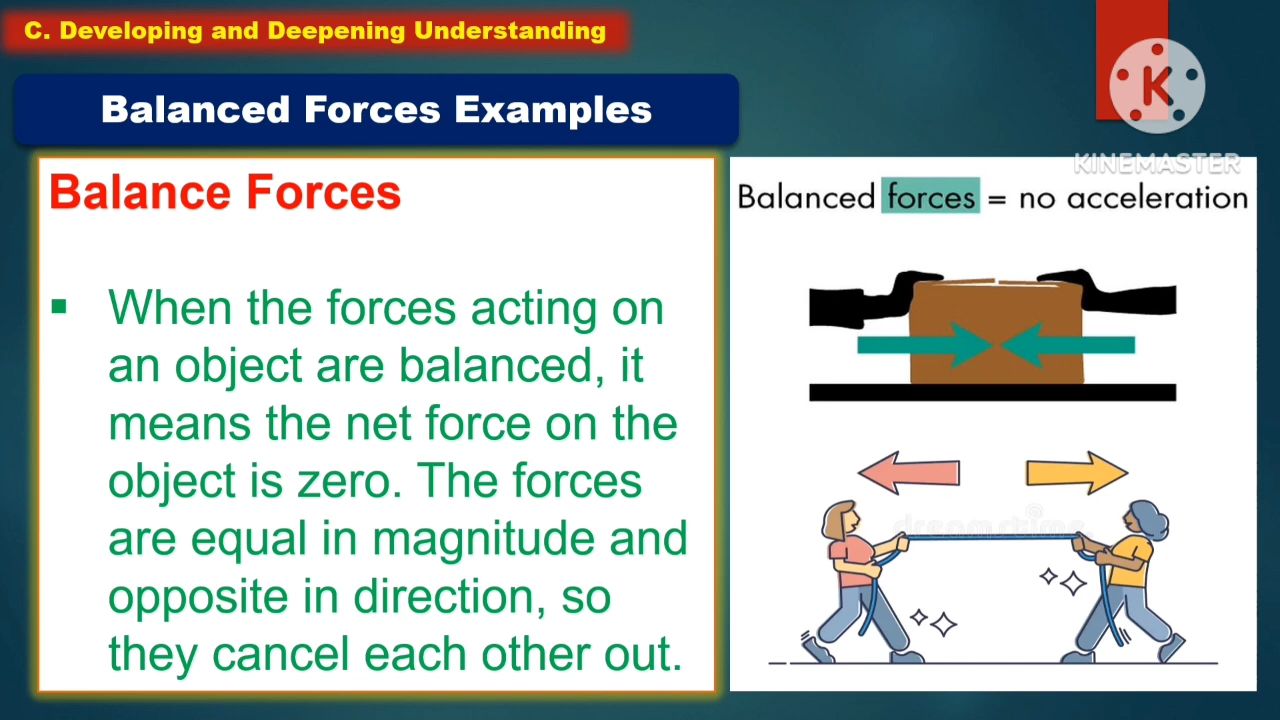 C. Developing and Deepening Understanding
K
KINEMASTER
Balanced Forces Examples
Balance Forces
▪ When the forces acting on
an object are balanced, it
means the net force on the
object is zero. The forces
are equal in magnitude and
opposite in direction, so
they cancel each other out.
Balanced forces = no acceleration
dreamstime